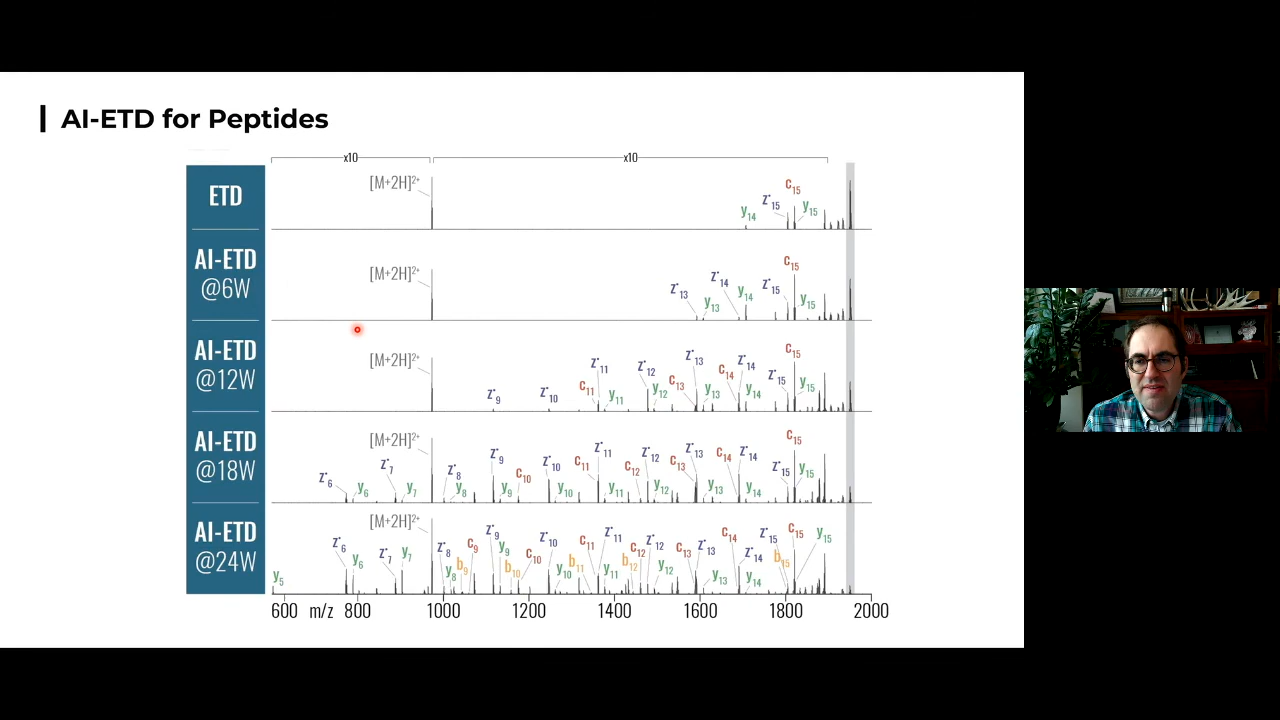 AI-ETD for Peptides
x10 x10
ETD
[M+2H]²⁺ y₁₄ z•₁₅ c₁₅ y₁₅
AI-ETD
@6W
[M+2H]²⁺ z•₁₃ y₁₃ z•₁₄ y₁₄ z•₁₅ c₁₅ y₁₅
AI-ETD
@12W
[M+2H]²⁺ z•₉ z•₁₀ c₁₁ z•₁₁ y₁₁ z•₁₂ y₁₂ c₁₃ z•₁₃ y₁₃ c₁₄ z•₁₄ y₁₄ z•₁₅ c₁₅ y₁₅
AI-ETD
@18W
z•₆ y₆ z•₇ y₇ [M+2H]²⁺ z•₈ y₈ z•₉ y₉ c₁₀ z•₁₀ y₁₀ c₁₁ z•₁₁ y₁₁ c₁₂ z•₁₂ y₁₂ c₁₃ z•₁₃ y₁₃ c₁₄ z•₁₄ y₁₄ z•₁₅ c₁₅ y₁₅
AI-ETD
@24W
y₅ z•₆ y₆ z•₇ y₇ [M+2H]²⁺ z•₈ y₈ b₉ c₉ z•₉ y₉ b₁₀ c₁₀ z•₁₀ y₁₀ b₁₁ c₁₁ z•₁₁ y₁₁ b₁₂ c₁₂ z•₁₂ y₁₂ c₁₃ z•₁₃ y₁₃ c₁₄ z•₁₄ y₁₄ z•₁₅ b₁₅ c₁₅ y₁₅
600 m/z 800 1000 1200 1400 1600 1800 2000